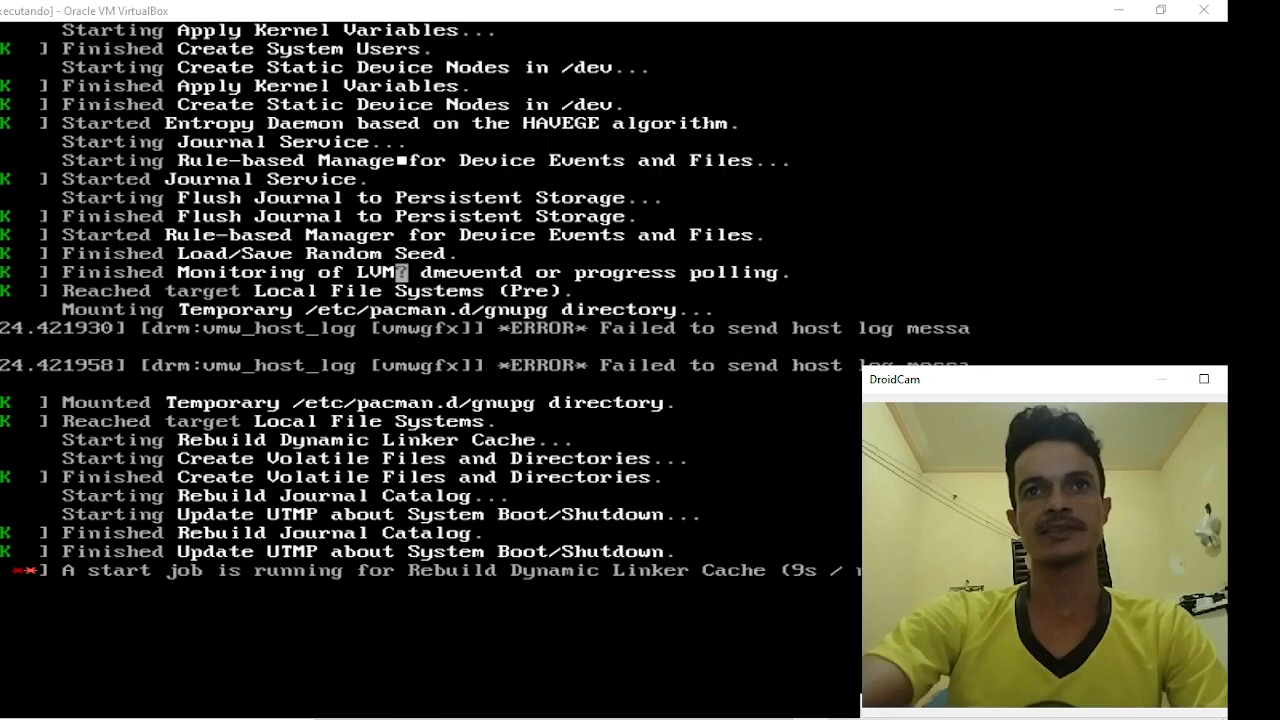 xecutando] - Oracle VM VirtualBox
Starting Apply Kernel Variables...
K ] Finished Create System Users.
Starting Create Static Device Nodes in /dev...
K ] Finished Apply Kernel Variables.
K ] Finished Create Static Device Nodes in /dev.
K ] Started Entropy Daemon based on the HAVEGE algorithm.
Starting Journal Service...
Starting Rule-based Manage■for Device Events and Files...
K ] Started Journal Service.
Starting Flush Journal to Persistent Storage...
K ] Finished Flush Journal to Persistent Storage.
K ] Started Rule-based Manager for Device Events and Files.
K ] Finished Load/Save Random Seed.
K ] Finished Monitoring of LVM? dmeventd or progress polling.
K ] Reached target Local File Systems (Pre).
Mounting Temporary /etc/pacman.d/gnupg directory...
24.421930] [drm:vmw_host_log [vmwgfx]] *ERROR* Failed to send host log messa
24.421958] [drm:vmw_host_log [vmwgfx]] *ERROR* Failed to send host log messa
DroidCam
K ] Mounted Temporary /etc/pacman.d/gnupg directory.
K ] Reached target Local File Systems.
Starting Rebuild Dynamic Linker Cache...
Starting Create Volatile Files and Directories...
K ] Finished Create Volatile Files and Directories.
Starting Rebuild Journal Catalog...
Starting Update UTMP about System Boot/Shutdown...
K ] Finished Rebuild Journal Catalog.
K ] Finished Update UTMP about System Boot/Shutdown.
**] A start job is running for Rebuild Dynamic Linker Cache (9s /